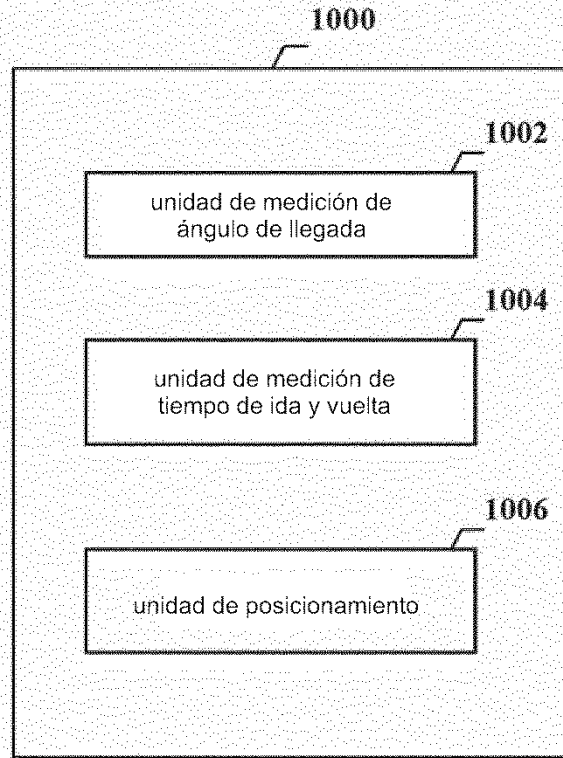 1000
1002
unidad de medición de
ángulo de llegada
1004
unidad de medición de
tiempo de ida y vuelta
1006
unidad de posicionamiento